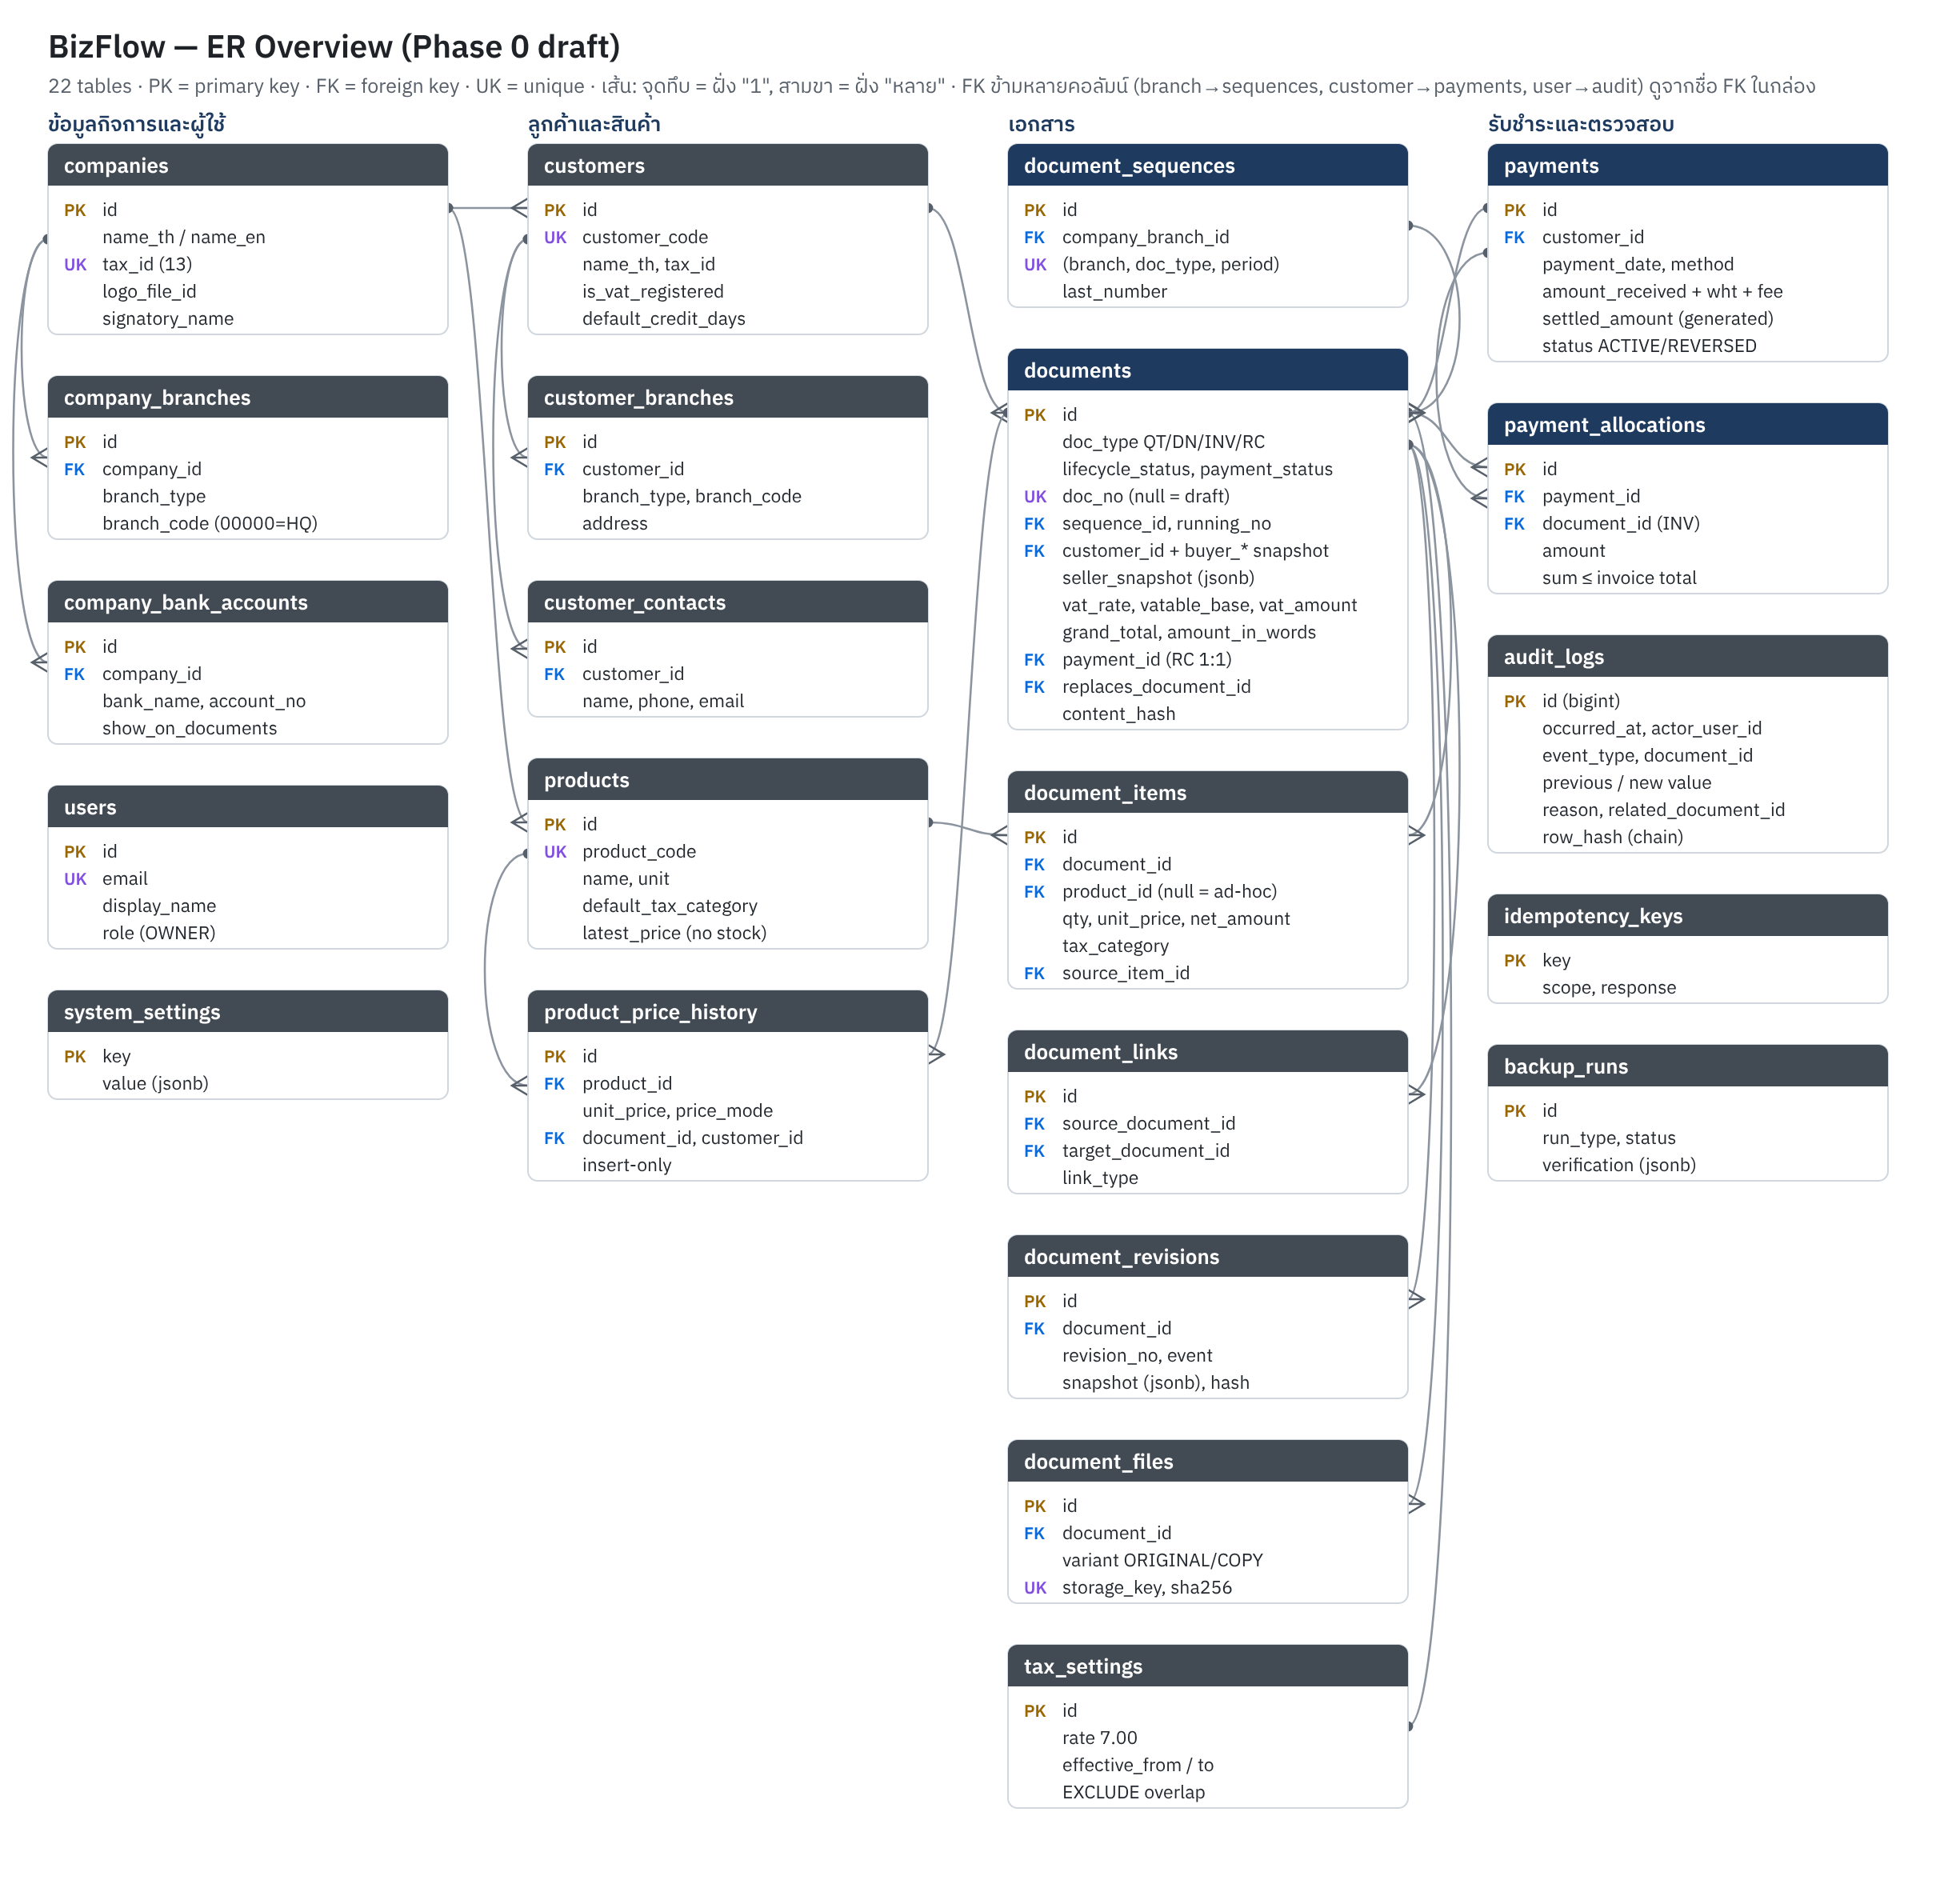 BizFlow — ER Overview (Phase 0 draft)
22 tables · PK = primary key · FK = foreign key · UK = unique · เส้น: จุดทึบ = ฝั่ง "1", สามขา = ฝั่ง "หลาย" · FK ข้ามหลายคอลัมน์ (branch→sequences, customer→payments, user→audit) ดูจากชื่อ FK ในกล่อง
ข้อมูลกิจการและผู้ใช้
companies
PK id
name_th / name_en
UK tax_id (13)
logo_file_id
signatory_name
company_branches
PK id
FK company_id
branch_type
branch_code (00000=HQ)
company_bank_accounts
PK id
FK company_id
bank_name, account_no
show_on_documents
users
PK id
UK email
display_name
role (OWNER)
system_settings
PK key
value (jsonb)
ลูกค้าและสินค้า
customers
PK id
UK customer_code
name_th, tax_id
is_vat_registered
default_credit_days
customer_branches
PK id
FK customer_id
branch_type, branch_code
address
customer_contacts
PK id
FK customer_id
name, phone, email
products
PK id
UK product_code
name, unit
default_tax_category
latest_price (no stock)
product_price_history
PK id
FK product_id
unit_price, price_mode
FK document_id, customer_id
insert-only
เอกสาร
document_sequences
PK id
FK company_branch_id
UK (branch, doc_type, period)
last_number
documents
PK id
doc_type QT/DN/INV/RC
lifecycle_status, payment_status
UK doc_no (null = draft)
FK sequence_id, running_no
FK customer_id + buyer_* snapshot
seller_snapshot (jsonb)
vat_rate, vatable_base, vat_amount
grand_total, amount_in_words
FK payment_id (RC 1:1)
FK replaces_document_id
content_hash
document_items
PK id
FK document_id
FK product_id (null = ad-hoc)
qty, unit_price, net_amount
tax_category
FK source_item_id
document_links
PK id
FK source_document_id
FK target_document_id
link_type
document_revisions
PK id
FK document_id
revision_no, event
snapshot (jsonb), hash
document_files
PK id
FK document_id
variant ORIGINAL/COPY
UK storage_key, sha256
tax_settings
PK id
rate 7.00
effective_from / to
EXCLUDE overlap
รับชำระและตรวจสอบ
payments
PK id
FK customer_id
payment_date, method
amount_received + wht + fee
settled_amount (generated)
status ACTIVE/REVERSED
payment_allocations
PK id
FK payment_id
FK document_id (INV)
amount
sum ≤ invoice total
audit_logs
PK id (bigint)
occurred_at, actor_user_id
event_type, document_id
previous / new value
reason, related_document_id
row_hash (chain)
idempotency_keys
PK key
scope, response
backup_runs
PK id
run_type, status
verification (jsonb)